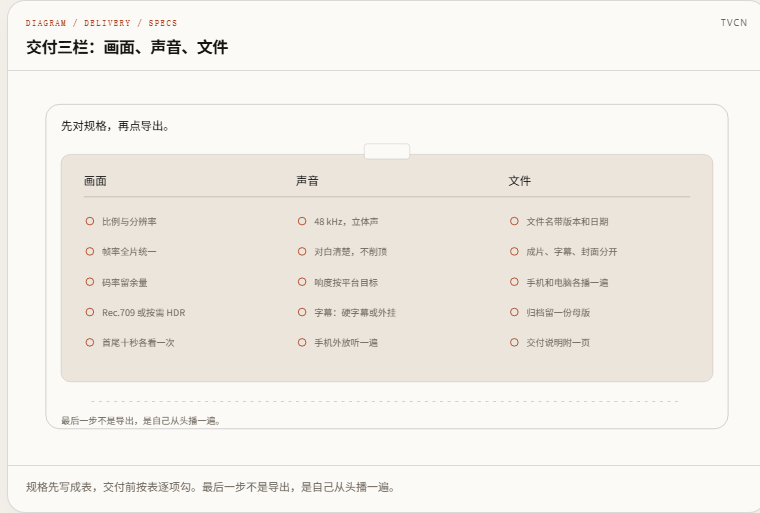 DIAGRAM / DELIVERY / SPECS
TVCN
交付三栏：画面、声音、文件
先对规格，再点导出。
画面
声音
文件
比例与分辨率
48 kHz，立体声
文件名带版本和日期
帧率全片统一
对白清楚，不削顶
成片、字幕、封面分开
码率留余量
响度按平台目标
手机和电脑各播一遍
Rec.709 或按需 HDR
字幕：硬字幕或外挂
归档留一份母版
首尾十秒各看一次
手机外放听一遍
交付说明附一页
最后一步不是导出，是自己从头播一遍。
规格先写成表，交付前按表逐项勾。最后一步不是导出，是自己从头播一遍。